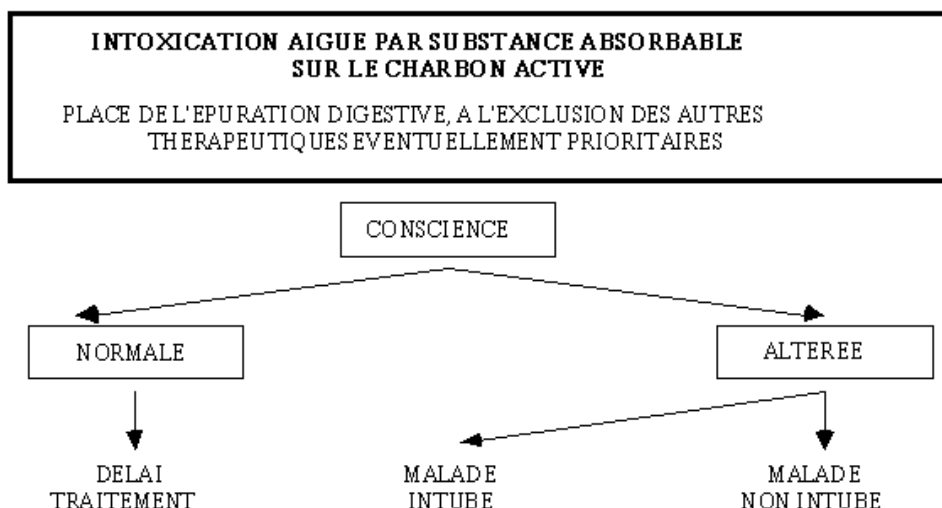 INTOXICATION AIGUE PAR SUBSTANCE ABSORBABLE
SUR LE CHARBON ACTIVE
PLACE DE L'EPURATION DIGESTIVE, A L'EXCLUSION DES AUTRES
THERAPEUTIQUES EVENTUELLEMENT PRIORITAIRES
CONSCIENCE
NORMALE
ALTEREE
DELAI
TRAITEMENT
MALADE
INTUBE
MALADE
NON INTUBE